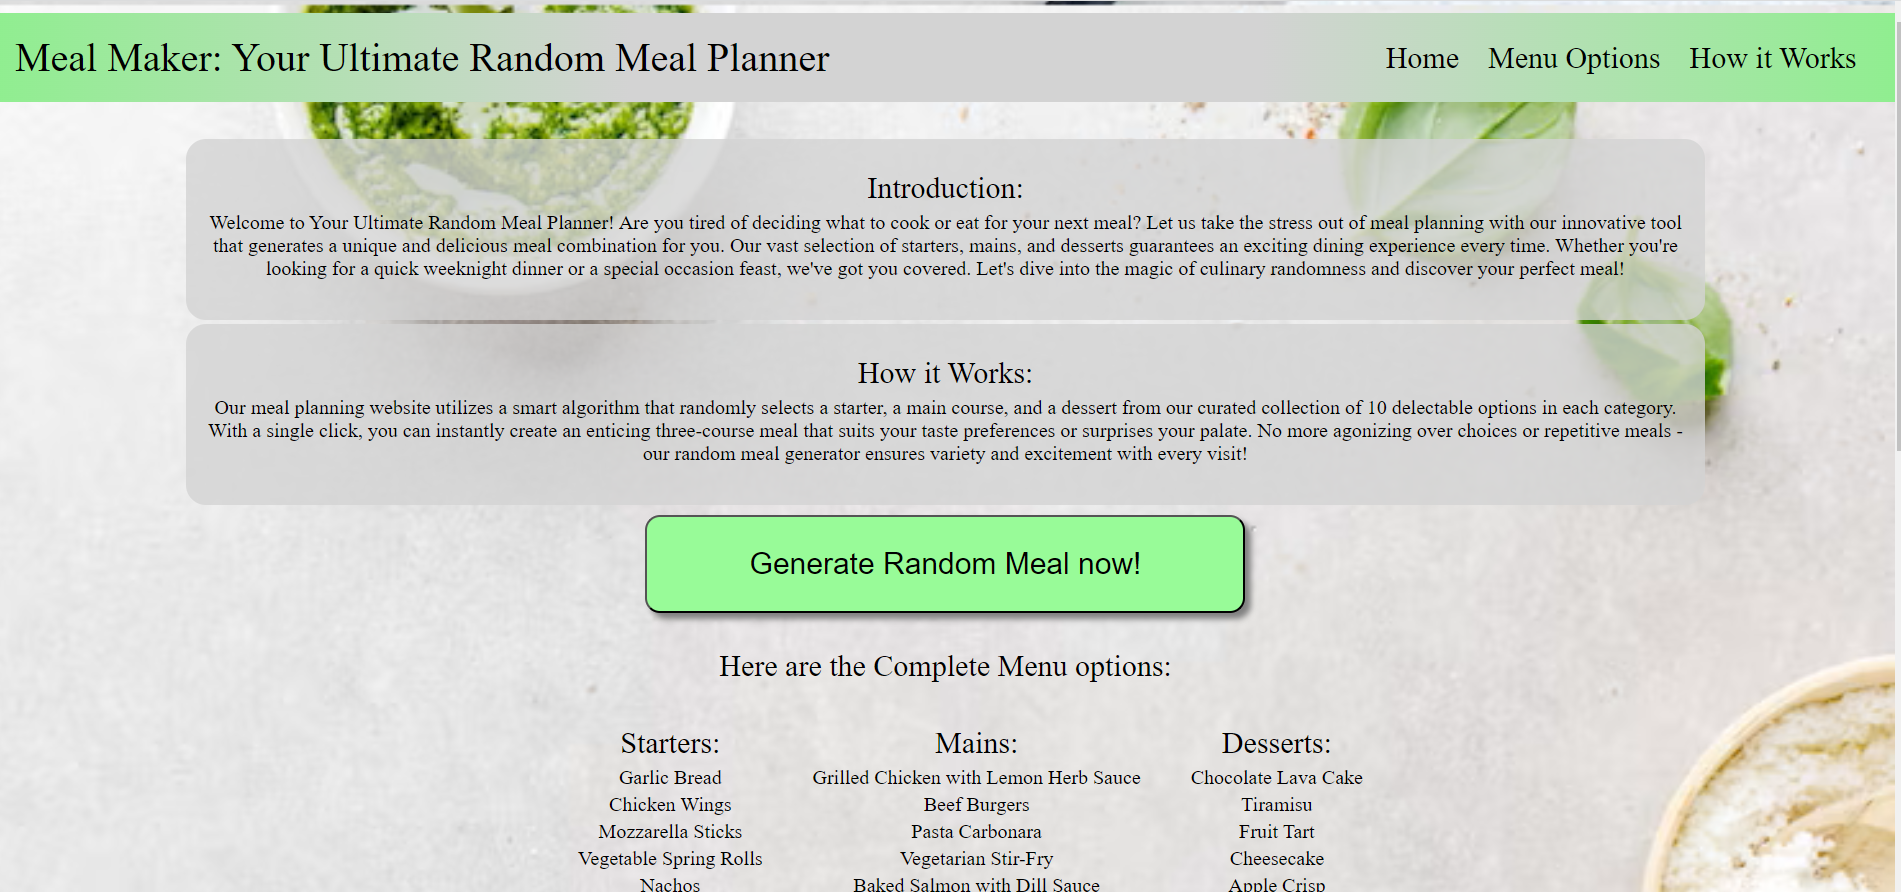 Meal Maker: Your Ultimate Random Meal Planner
Home Menu Options How it Works
Introduction:
Welcome to Your Ultimate Random Meal Planner! Are you tired of deciding what to cook or eat for your next meal? Let us take the stress out of meal planning with our innovative tool
that generates a unique and delicious meal combination for you. Our vast selection of starters, mains, and desserts guarantees an exciting dining experience every time. Whether you're
looking for a quick weeknight dinner or a special occasion feast, we've got you covered. Let's dive into the magic of culinary randomness and discover your perfect meal!
How it Works:
Our meal planning website utilizes a smart algorithm that randomly selects a starter, a main course, and a dessert from our curated collection of 10 delectable options in each category.
With a single click, you can instantly create an enticing three-course meal that suits your taste preferences or surprises your palate. No more agonizing over choices or repetitive meals -
our random meal generator ensures variety and excitement with every visit!
Generate Random Meal now!
Here are the Complete Menu options:
Starters:
Garlic Bread
Chicken Wings
Mozzarella Sticks
Vegetable Spring Rolls
Nachos
Mains:
Grilled Chicken with Lemon Herb Sauce
Beef Burgers
Pasta Carbonara
Vegetarian Stir-Fry
Baked Salmon with Dill Sauce
Desserts:
Chocolate Lava Cake
Tiramisu
Fruit Tart
Cheesecake
Apple Crisp